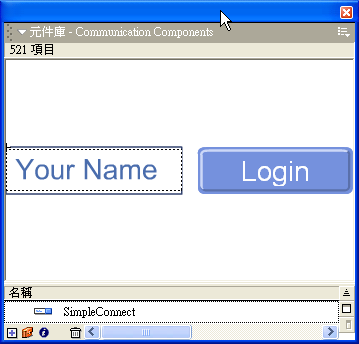 元件庫 - Communication Components
521 項目
Your Name
Login
名稱
SimpleConnect